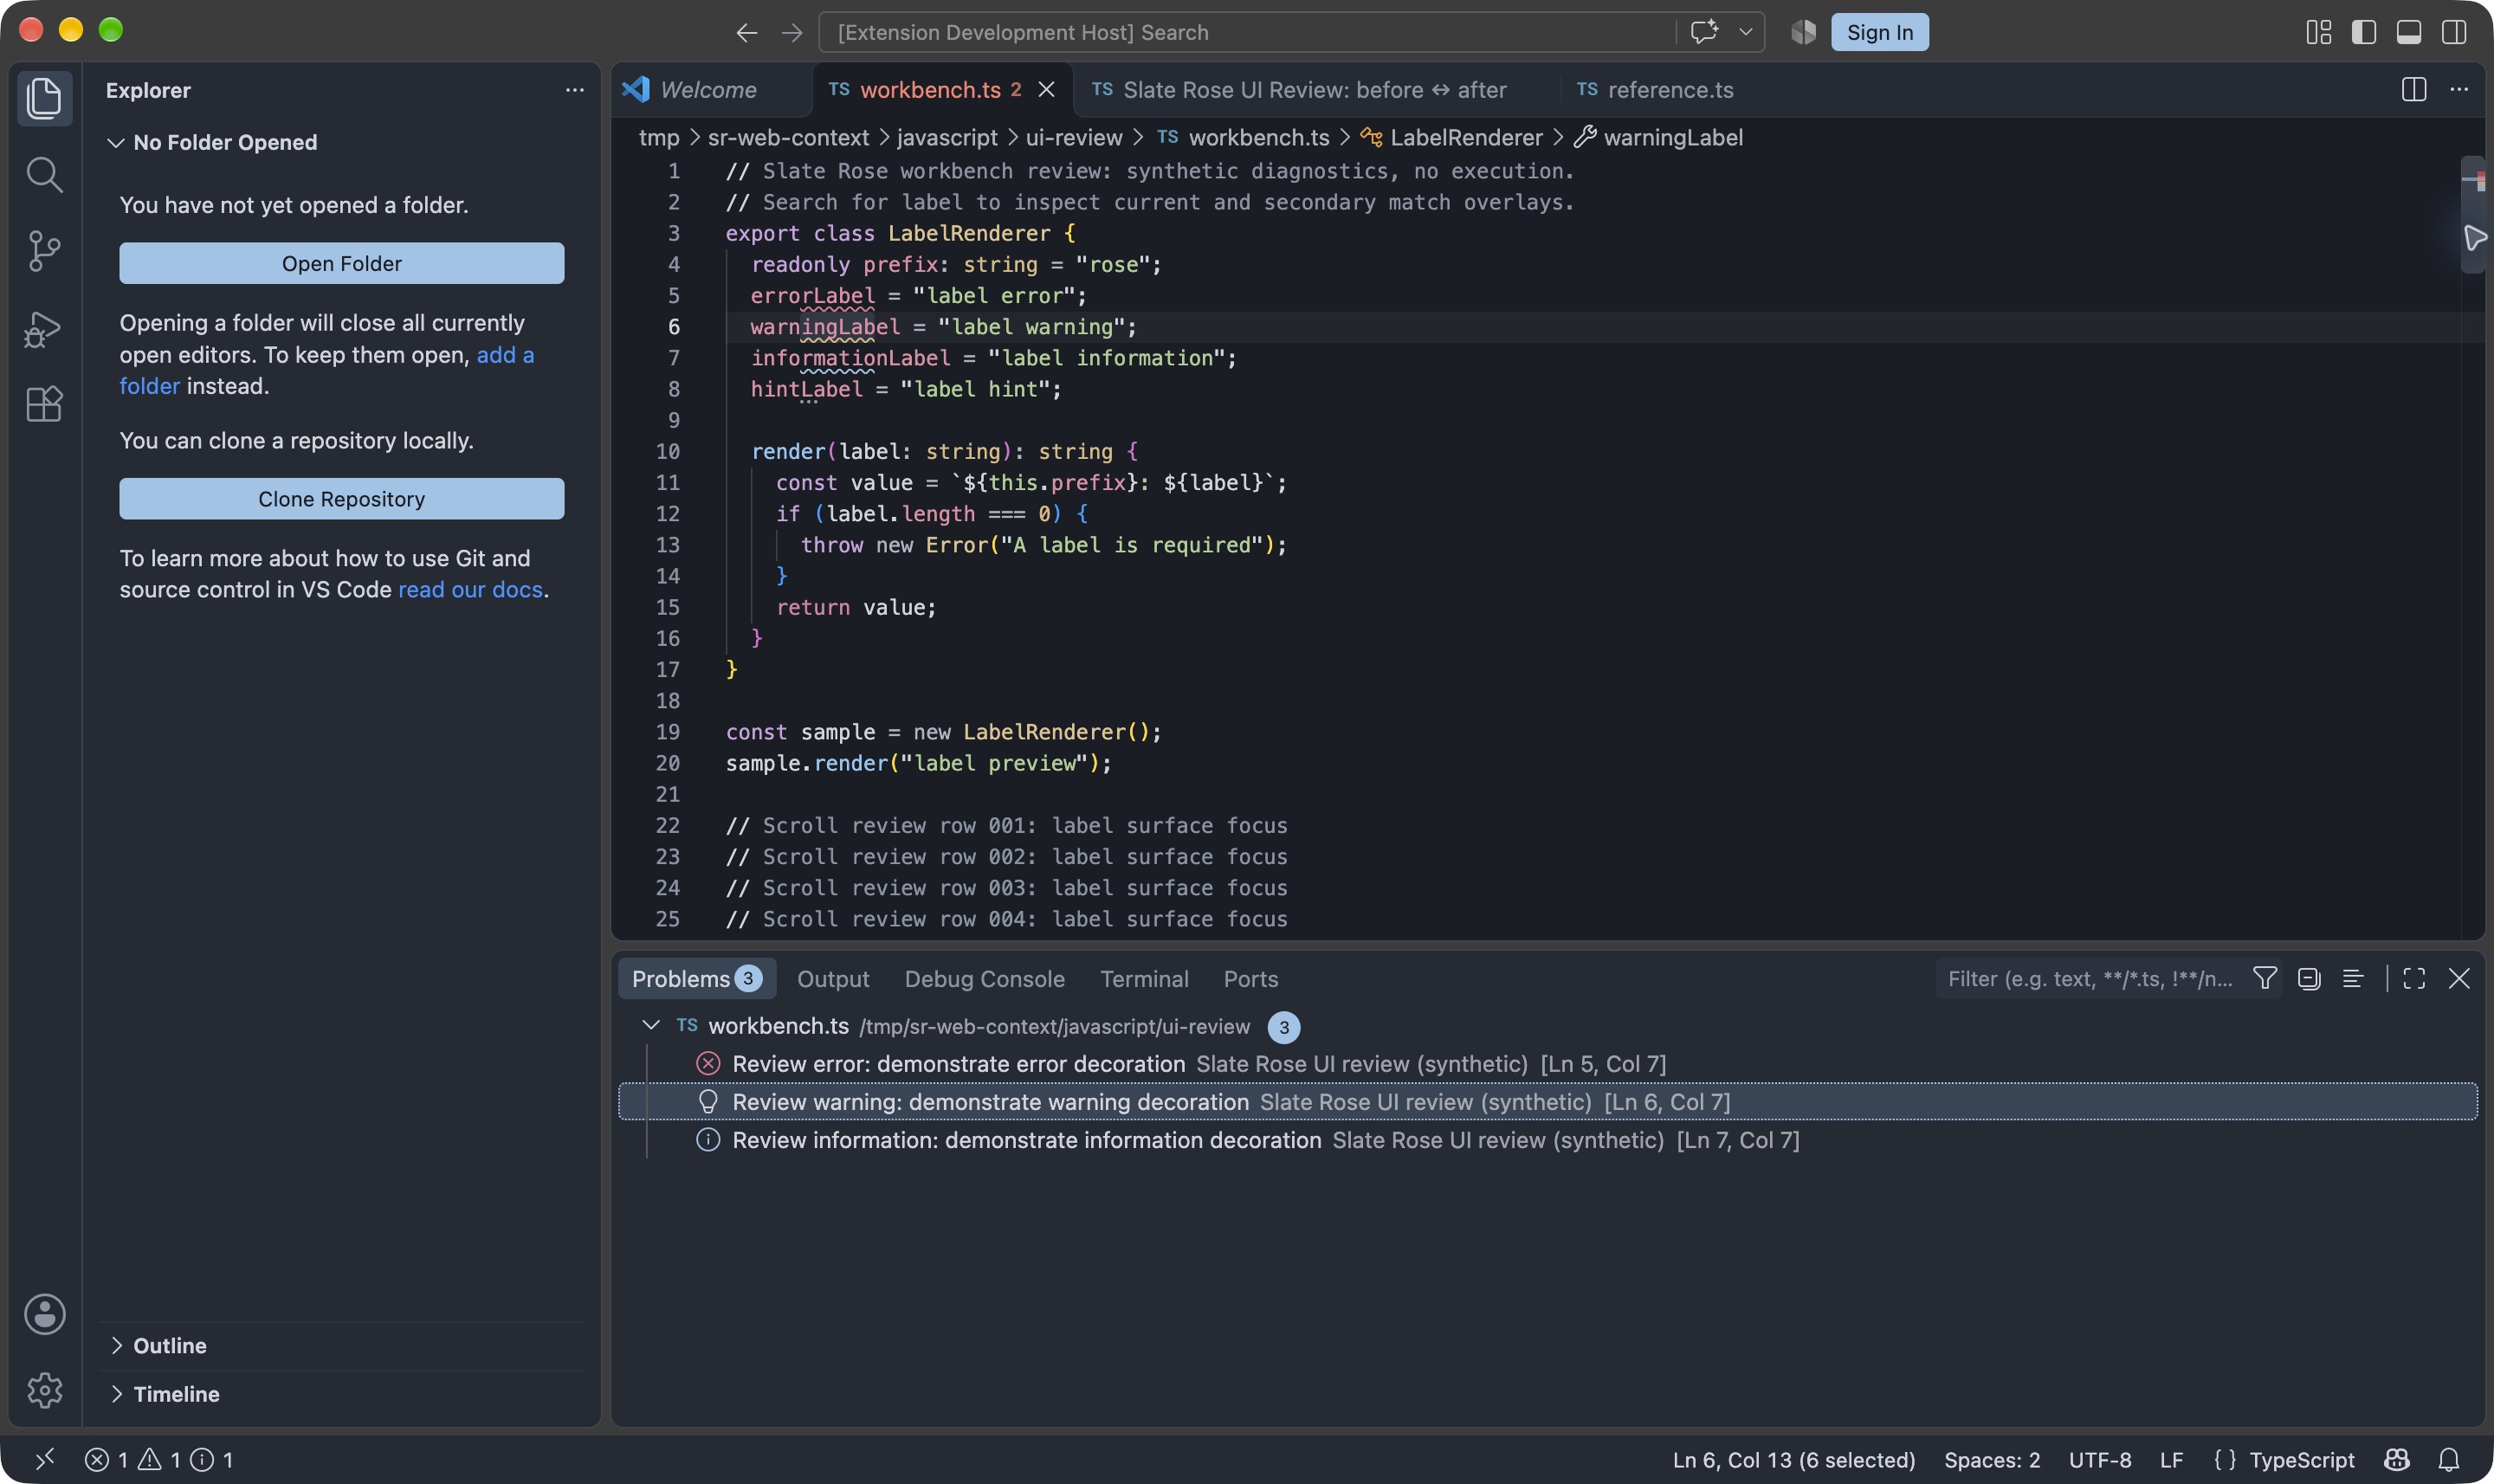 [Extension Development Host] Search
Sign In
Explorer
No Folder Opened
You have not yet opened a folder.
Open Folder
Opening a folder will close all currently
open editors. To keep them open, add a
folder instead.
You can clone a repository locally.
Clone Repository
To learn more about how to use Git and
source control in VS Code read our docs.
Outline
Timeline
Welcome
TS workbench.ts 2
TS Slate Rose UI Review: before ↔ after
TS reference.ts
tmp > sr-web-context > javascript > ui-review > TS workbench.ts > LabelRenderer > warningLabel
1 // Slate Rose workbench review: synthetic diagnostics, no execution.
2 // Search for label to inspect current and secondary match overlays.
3 export class LabelRenderer {
4 readonly prefix: string = "rose";
5 errorLabel = "label error";
6 warningLabel = "label warning";
7 informationLabel = "label information";
8 hintLabel = "label hint";
9
10 render(label: string): string {
11 const value = `${this.prefix}: ${label}`;
12 if (label.length === 0) {
13 throw new Error("A label is required");
14 }
15 return value;
16 }
17 }
18
19 const sample = new LabelRenderer();
20 sample.render("label preview");
21
22 // Scroll review row 001: label surface focus
23 // Scroll review row 002: label surface focus
24 // Scroll review row 003: label surface focus
25 // Scroll review row 004: label surface focus
Problems 3
Output
Debug Console
Terminal
Ports
Filter (e.g. text, **/*.ts, !**/n...
TS workbench.ts /tmp/sr-web-context/javascript/ui-review 3
Review error: demonstrate error decoration Slate Rose UI review (synthetic) [Ln 5, Col 7]
Review warning: demonstrate warning decoration Slate Rose UI review (synthetic) [Ln 6, Col 7]
Review information: demonstrate information decoration Slate Rose UI review (synthetic) [Ln 7, Col 7]
1 1 1
Ln 6, Col 13 (6 selected)
Spaces: 2
UTF-8
LF
{ } TypeScript